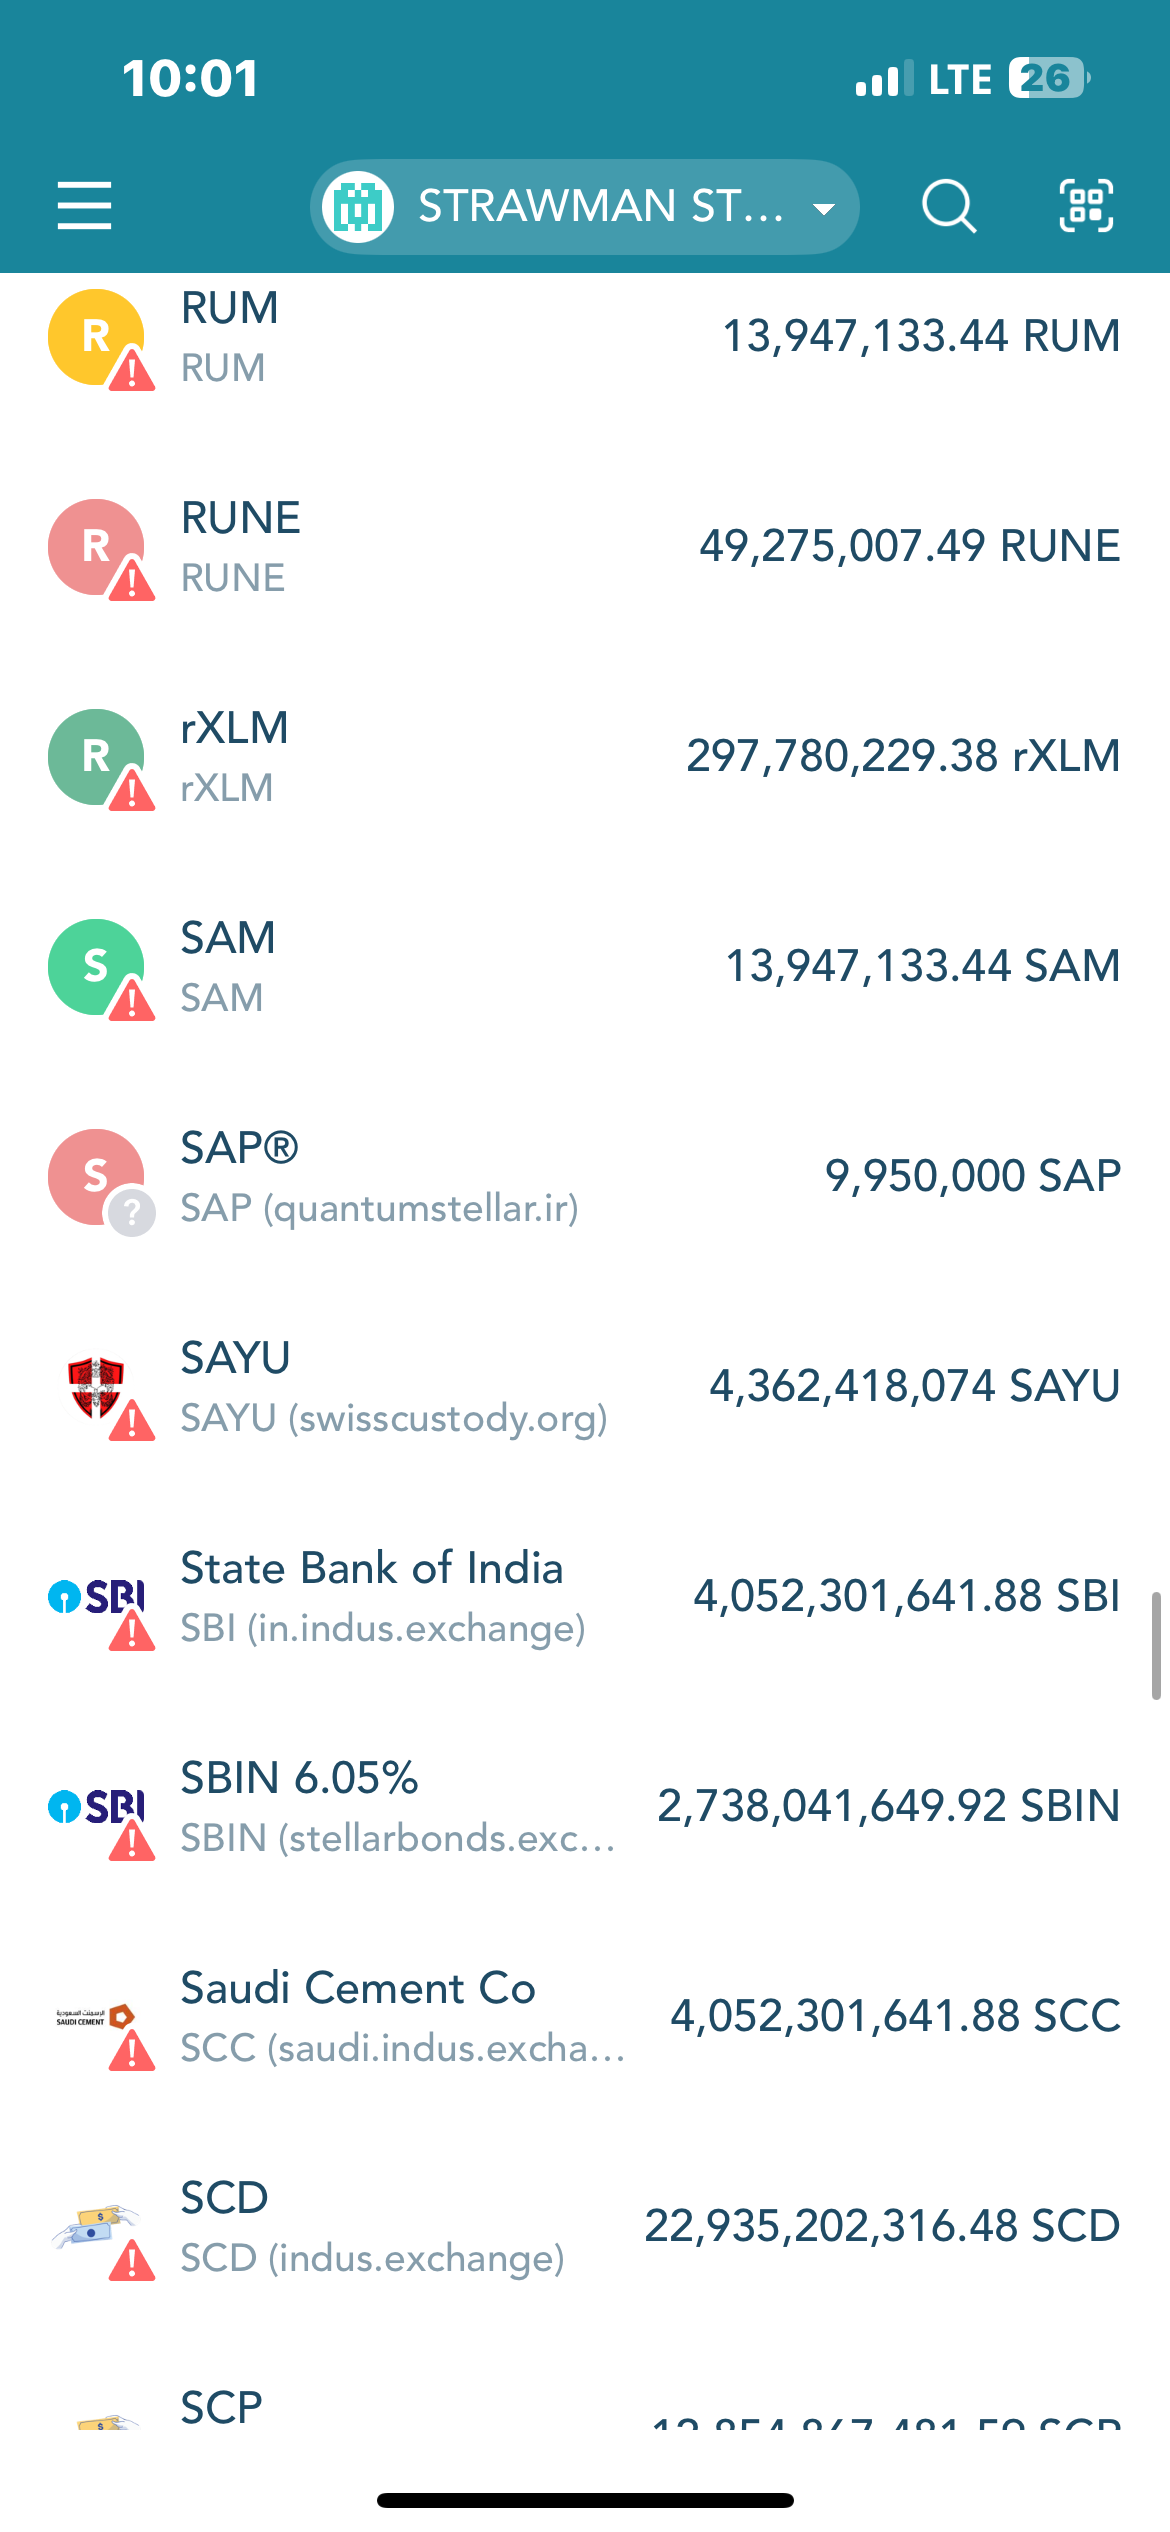 10:01
LTE 26
STRAWMAN ST...
R
RUM
RUM
13,947,133.44 RUM
R
RUNE
RUNE
49,275,007.49 RUNE
R
rXLM
rXLM
297,780,229.38 rXLM
S
SAM
SAM
13,947,133.44 SAM
S
?
SAP®
SAP (quantumstellar.ir)
9,950,000 SAP
SAYU
SAYU (swisscustody.org)
4,362,418,074 SAYU
SBI
State Bank of India
SBI (in.indus.exchange)
4,052,301,641.88 SBI
SBI
SBIN 6.05%
SBIN (stellarbonds.exc...
2,738,041,649.92 SBIN
SAUDI CEMENT
Saudi Cement Co
SCC (saudi.indus.excha...
4,052,301,641.88 SCC
SCD
SCD (indus.exchange)
22,935,202,316.48 SCD
SCP